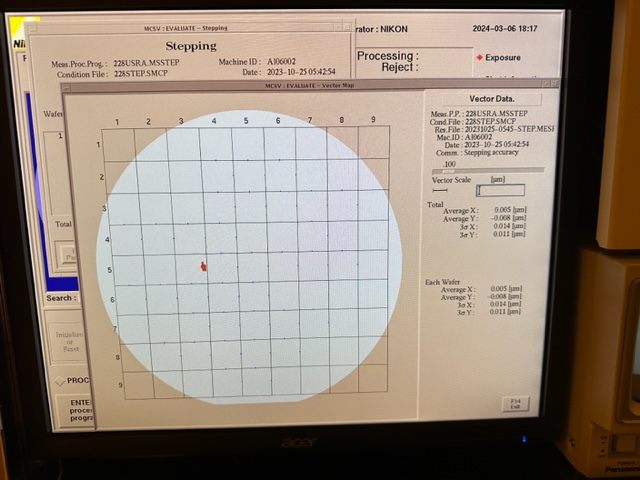 MCSV : EVALUATE - Stepping
rator : NIKON
2024-03-06 18:17
Stepping
Meas.Proc.Prog. : 228USRA.MSSTEP
Machine ID : AI06002
Condition File : 228STEP.SMCP
Date : 2023-10-25 05:42:54
Processing :
Reject :
Exposure
MCSV : EVALUATE - Vector Map
Wafer
1
Total
Search :
Initialize
or
Reset
PROC
ENTE
proce
progra
1 2 3 4 5 6 7 8 9
1
2
3
4
5
6
7
8
9
Vector Data.
Meas.P.P. : 228USRA.MSSTEP
Cond.File : 228STEP.SMCP
Res.File : 20231025-0545-STEP.MESF
Mac.ID : AI06002
Date : 2023-10-25 05:42:54
Comm. : Stepping accuracy
.100
Vector Scale [µm]
Total
Average X : 0.005 [µm]
Average Y : -0.008 [µm]
3σ X : 0.014 [µm]
3σ Y : 0.011 [µm]
Each Wafer
Average X : 0.005 [µm]
Average Y : -0.008 [µm]
3σ X : 0.014 [µm]
3σ Y : 0.011 [µm]
F14
Exit
acer
Panasonic